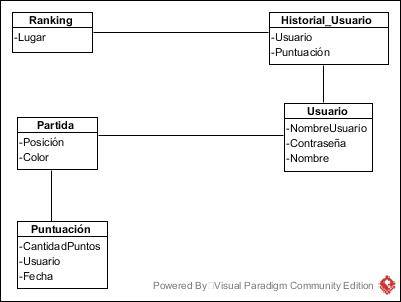 Ranking
-Lugar
Historial_Usuario
-Usuario
-Puntuación
Usuario
-NombreUsuario
-Contraseña
-Nombre
Partida
-Posición
-Color
Puntuación
-CantidadPuntos
-Usuario
-Fecha
Powered By Visual Paradigm Community Edition